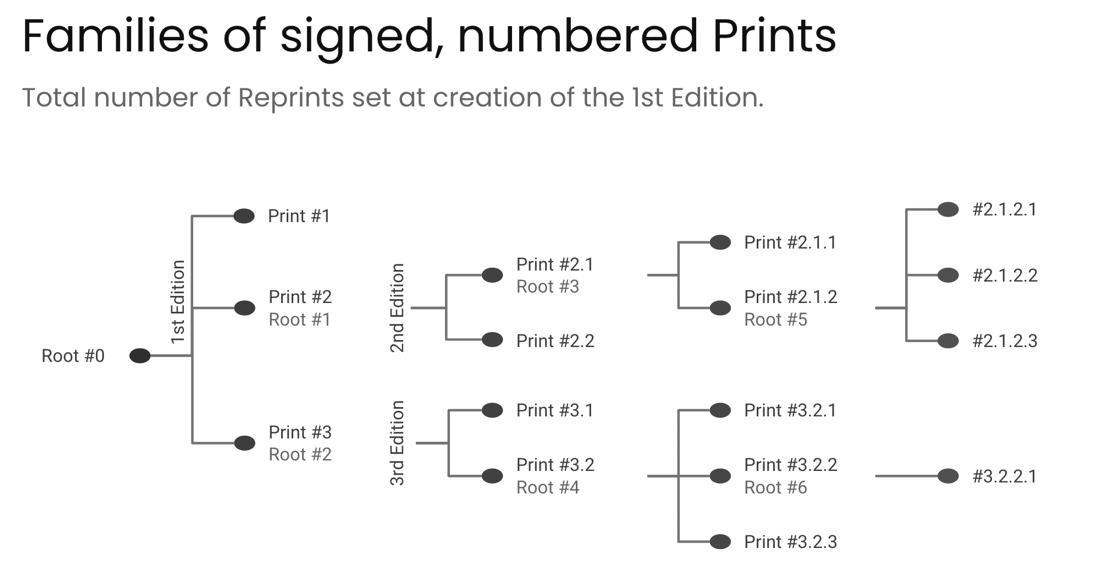 Families of signed, numbered Prints
Total number of Reprints set at creation of the 1st Edition.
Root #0
1st Edition
Print #1
Print #2
Root #1
Print #3
Root #2
2nd Edition
Print #2.1
Root #3
Print #2.2
3rd Edition
Print #3.1
Print #3.2
Root #4
Print #2.1.1
Print #2.1.2
Root #5
Print #3.2.1
Print #3.2.2
Root #6
Print #3.2.3
#2.1.2.1
#2.1.2.2
#2.1.2.3
#3.2.2.1